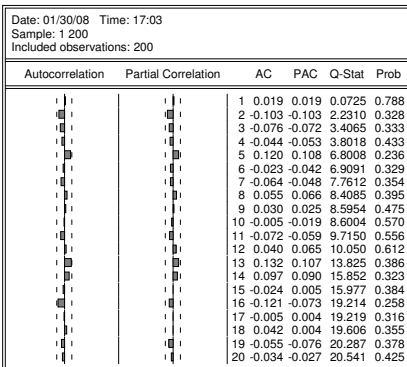 Date: 01/30/08 Time: 17:03
Sample: 1 200
Included observations: 200
Autocorrelation Partial Correlation AC PAC Q-Stat Prob
1 0.019 0.019 0.0725 0.788
2 -0.103 -0.103 2.2310 0.328
3 -0.076 -0.072 3.4065 0.333
4 -0.044 -0.053 3.8018 0.433
5 0.120 0.108 6.8008 0.236
6 -0.023 -0.042 6.9091 0.329
7 -0.064 -0.048 7.7612 0.354
8 0.055 0.066 8.4085 0.395
9 0.030 0.025 8.5954 0.475
10 -0.005 -0.019 8.6004 0.570
11 -0.072 -0.059 9.7150 0.556
12 0.040 0.065 10.050 0.612
13 0.132 0.107 13.825 0.386
14 0.097 0.090 15.852 0.323
15 -0.024 0.005 15.977 0.384
16 -0.121 -0.073 19.214 0.258
17 -0.005 0.004 19.219 0.316
18 0.042 0.004 19.606 0.355
19 -0.055 -0.076 20.287 0.378
20 -0.034 -0.027 20.541 0.425